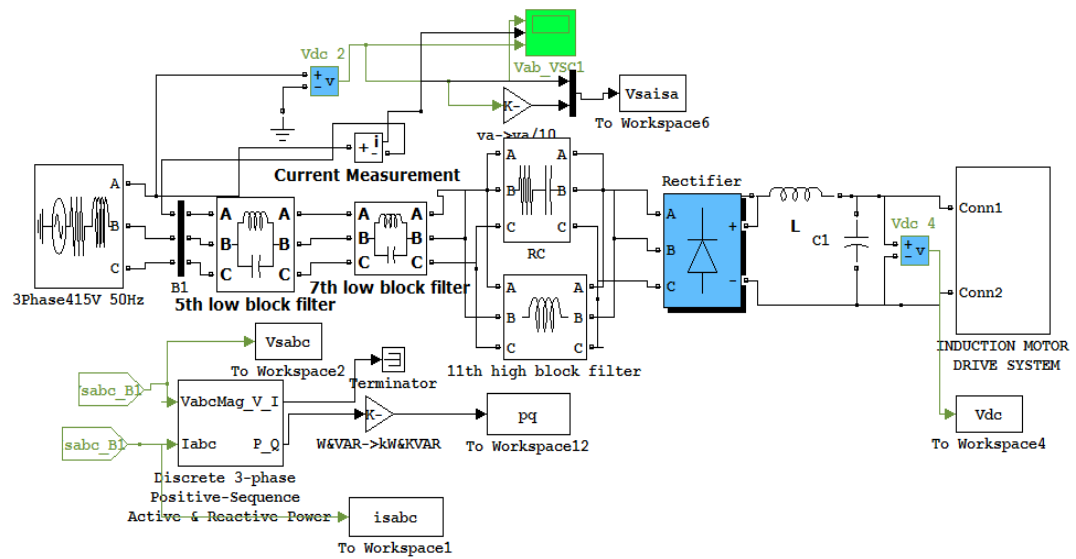 Vdc 2
+
-
v
Vab_VSC1
K-
va->va/10
Vsaisa
To Workspace6
+
i
-
Current Measurement
A
B
C
3Phase415V 50Hz
B1
A
B
C
A
B
C
5th low block filter
A
B
C
A
B
C
7th low block filter
A
B
C
A
B
C
RC
A
B
C
A
B
C
11th high block filter
Rectifier
A
B
C
+
-
L
C1
Vdc 4
+
-
v
Conn1
Conn2
INDUCTION MOTOR
DRIVE SYSTEM
Vdc
To Workspace4
Vsabc
To Workspace2
Terminator
sabc_B1
sabc_B1
VabcMag_V_I
Iabc
P_Q
Discrete 3-phase
Positive-Sequence
Active & Reactive Power
K-
W&VAR->kW&KVAR
pq
To Workspace12
isabc
To Workspace1